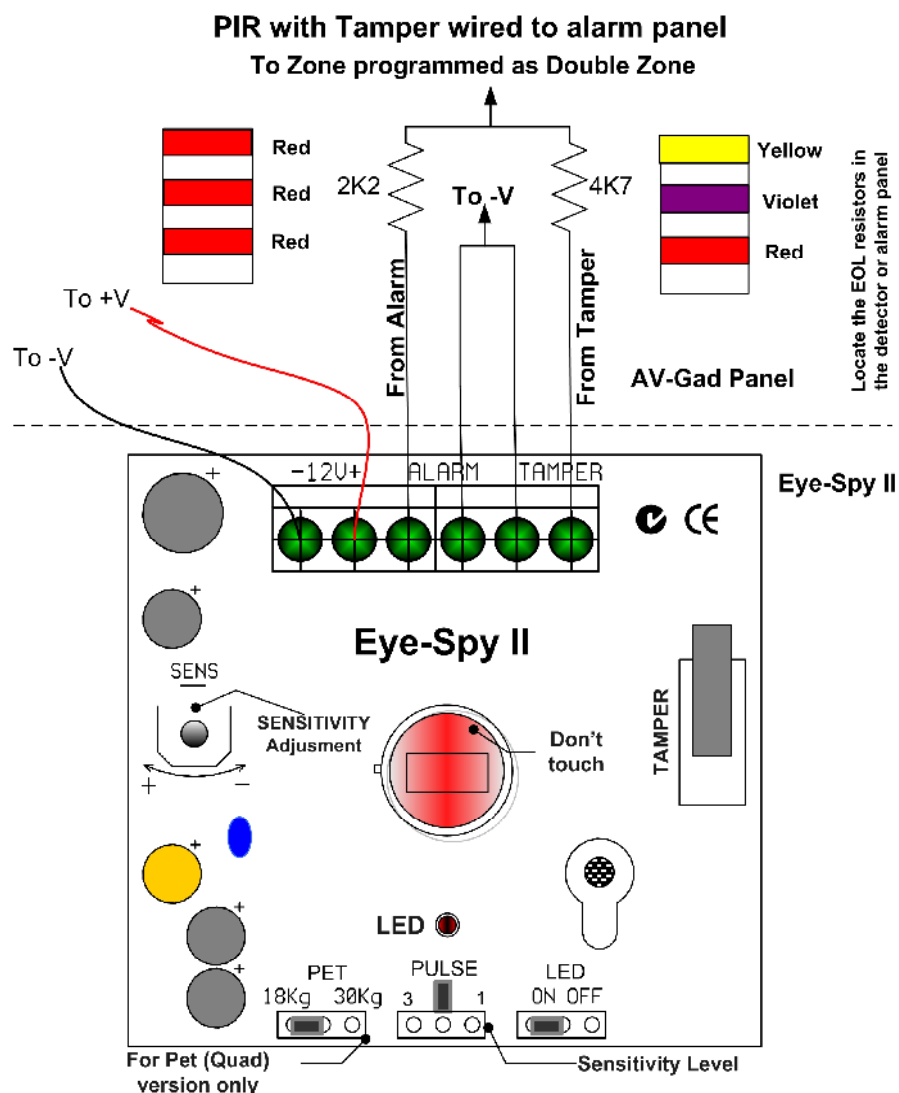 PIR with Tamper wired to alarm panel
To Zone programmed as Double Zone
Red
Red
Red
2K2
To -V
4K7
Yellow
Violet
Red
Locate the EOL resistors in
the detector or alarm panel
To +V
To -V
From Alarm
From Tamper
AV-Gad Panel
-12V+ ALARM TAMPER
Eye-Spy II
+
CE
+
Eye-Spy II
SENS
SENSITIVITY
Adjusment
+ -
Don't
touch
TAMPER
+
+
LED
+
PET
18Kg 30Kg
PULSE
3 1
LED
ON OFF
For Pet (Quad)
version only
Sensitivity Level